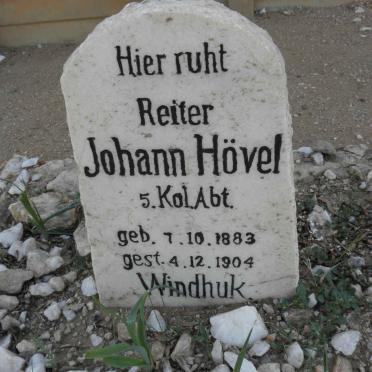 Hier ruht
Reiter
Johann Hövel
5. Kol. Abt.
geb. 7.10.1883
gest. 4.12.1904
Windhuk